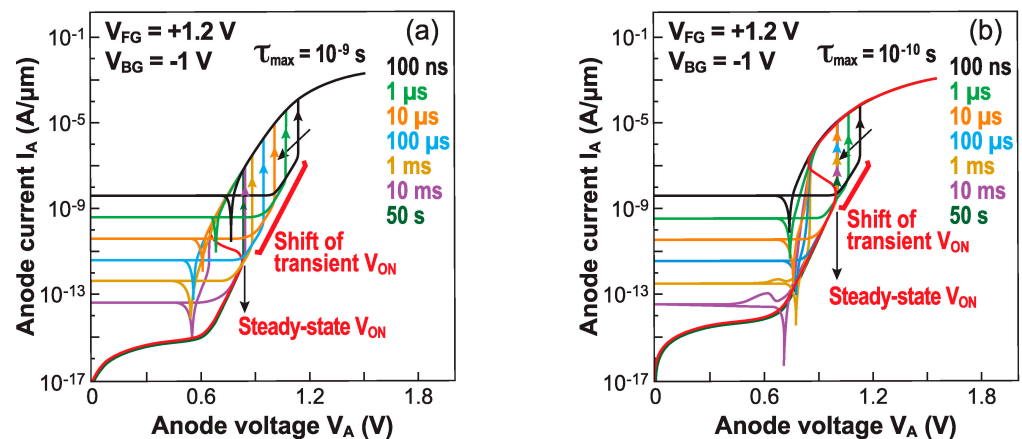 (a)
V_FG = +1.2 V
V_BG = -1 V
τ_max = 10^-9 s
100 ns
1 µs
10 µs
100 µs
1 ms
10 ms
50 s
Shift of
transient V_ON
Steady-state V_ON
10^-1
10^-5
10^-9
10^-13
10^-17
0
0.6
1.2
1.8
Anode current I_A (A/µm)
Anode voltage V_A (V)
(b)
V_FG = +1.2 V
V_BG = -1 V
τ_max = 10^-10 s
100 ns
1 µs
10 µs
100 µs
1 ms
10 ms
50 s
Shift of
transient V_ON
Steady-state V_ON
10^-1
10^-5
10^-9
10^-13
10^-17
0
0.6
1.2
1.8
Anode current I_A (A/µm)
Anode voltage V_A (V)